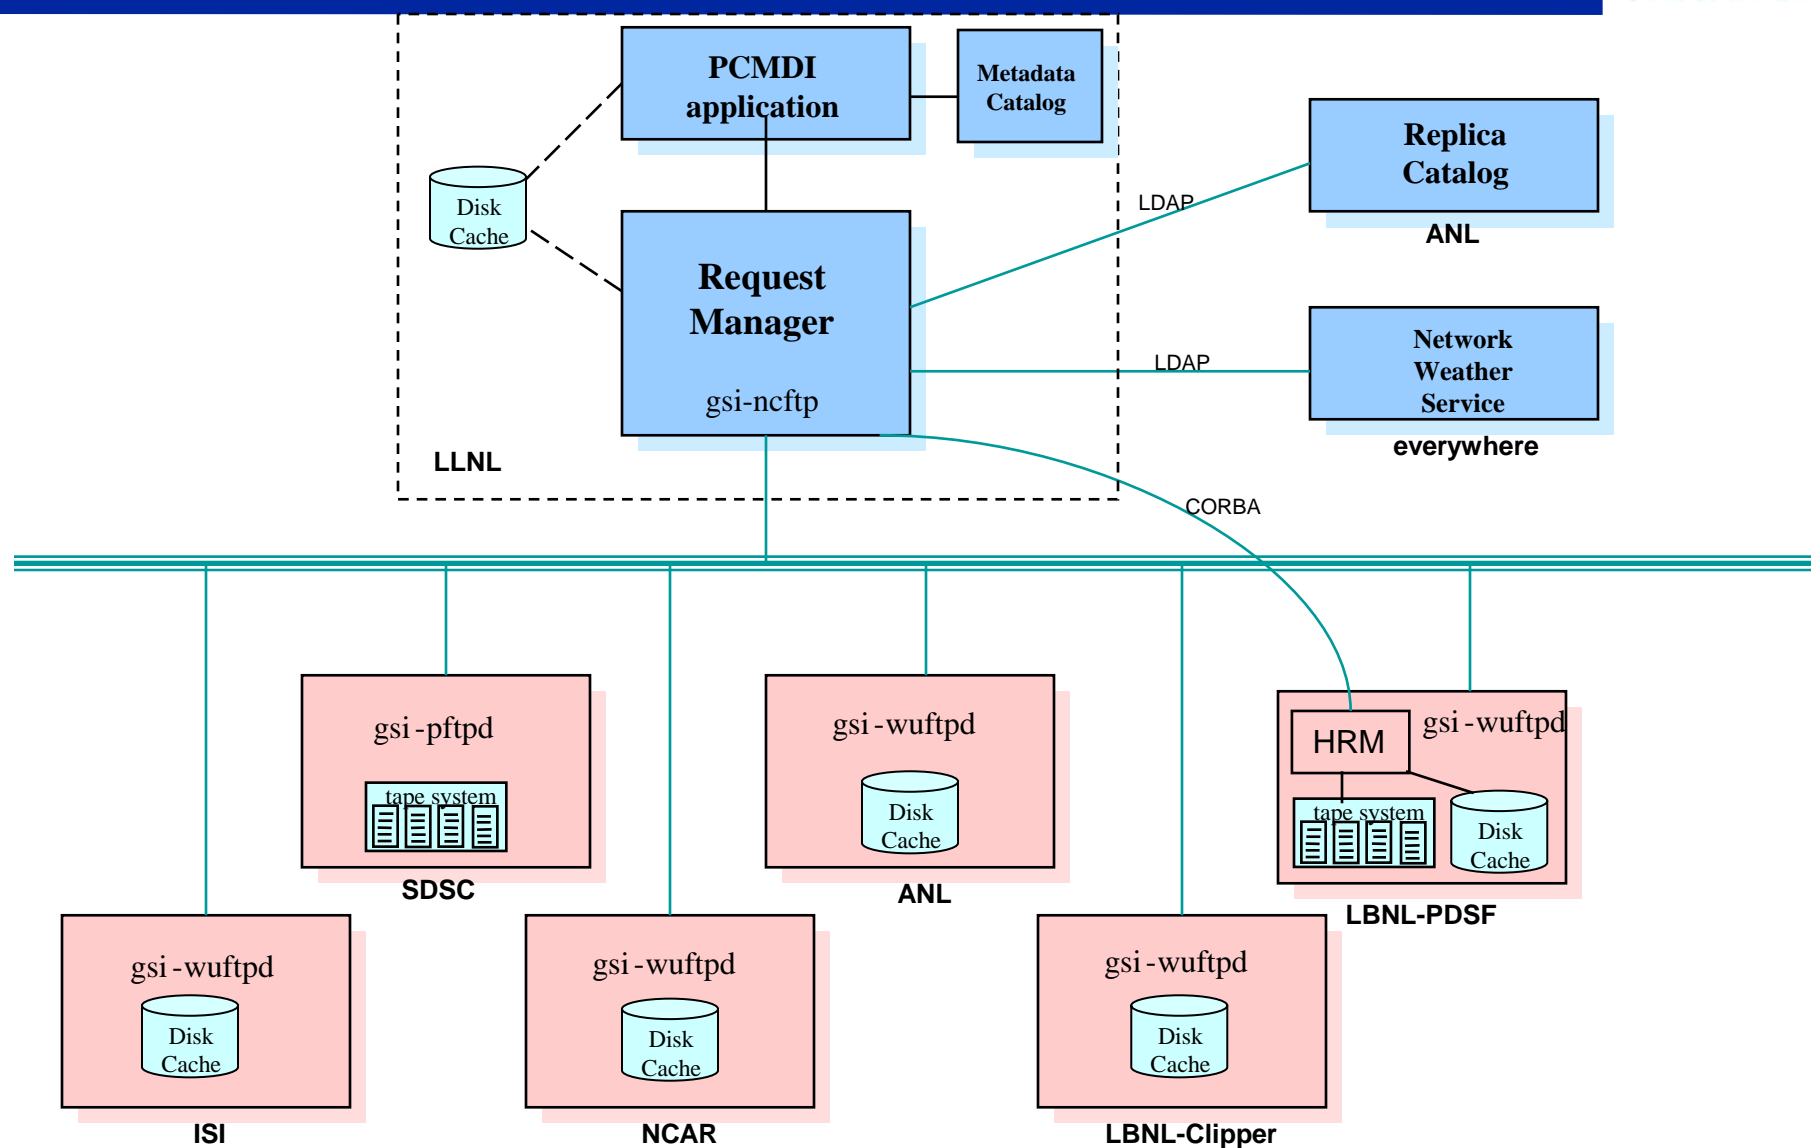 PCMDI
application
Metadata
Catalog
Replica
Catalog
ANL
LDAP
Disk
Cache
Request
Manager
gsi-ncftp
LDAP
Network
Weather
Service
everywhere
LLNL
CORBA
gsi-pftpd
tape system
SDSC
gsi-wuftpd
Disk
Cache
ANL
gsi-wuftpd
HRM
tape system
Disk
Cache
LBNL-PDSF
gsi-wuftpd
Disk
Cache
ISI
gsi-wuftpd
Disk
Cache
NCAR
gsi-wuftpd
Disk
Cache
LBNL-Clipper